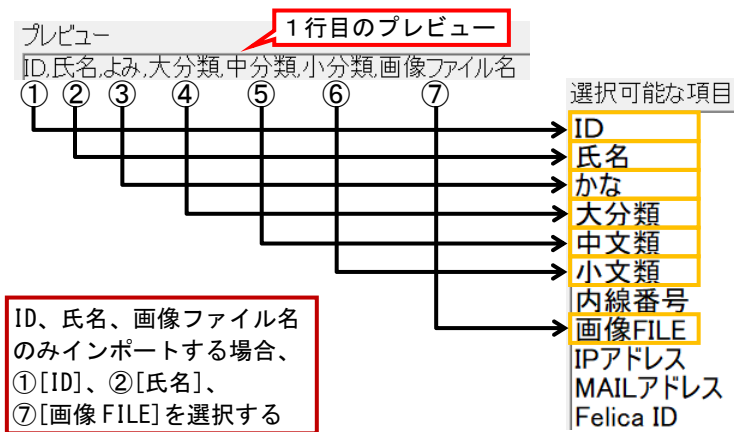 プレビュー
1行目のプレビュー
ID,氏名,よみ,大分類,中分類,小分類,画像ファイル名
① ② ③ ④ ⑤ ⑥ ⑦
選択可能な項目
ID
氏名
かな
大分類
中文類
小文類
内線番号
画像FILE
IPアドレス
MAILアドレス
Felica ID
ID、氏名、画像ファイル名
のみインポートする場合、
①[ID]、②[氏名]、
⑦[画像FILE]を選択する